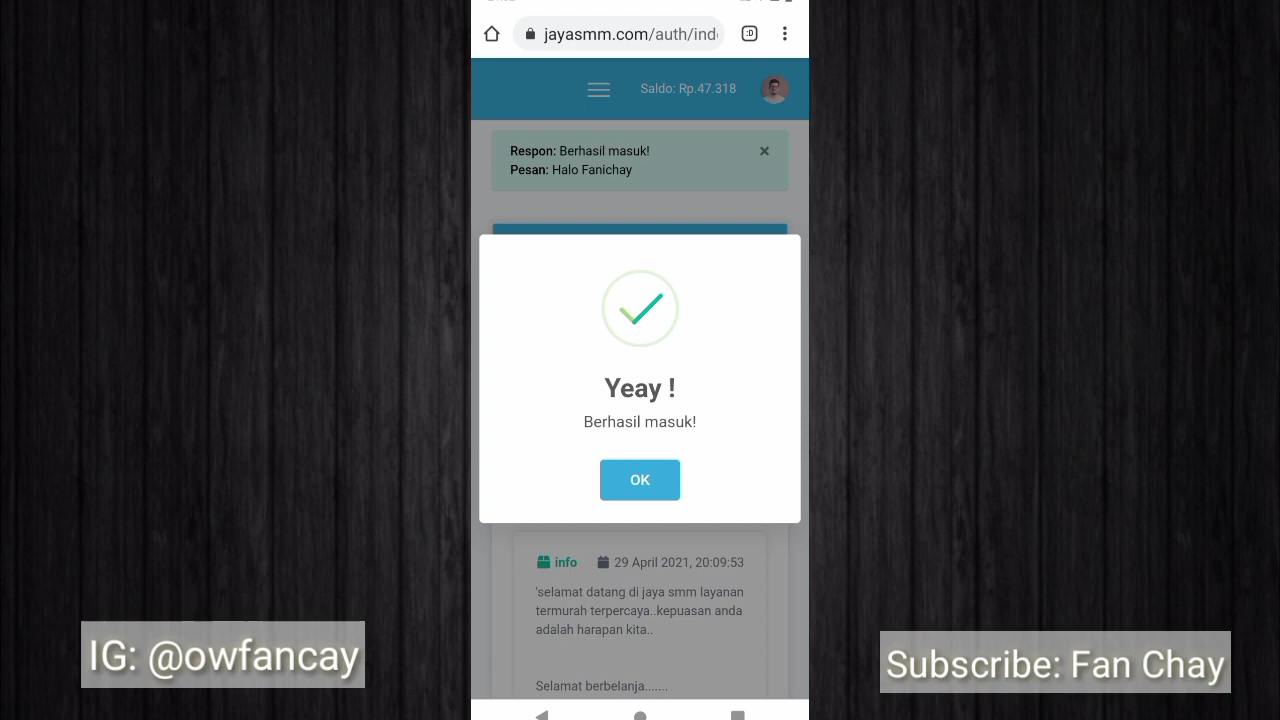 jayasmm.com/auth/ind
:D
Saldo: Rp.47.318
Respon: Berhasil masuk!
Pesan: Halo Fanichay
×
Yeay !
Berhasil masuk!
OK
info 29 April 2021, 20:09:53
'selamat datang di jaya smm layanan
termurah terpercaya..kepuasan anda
adalah harapan kita..
Selamat berbelanja.......
IG: @owfancay
Subscribe: Fan Chay